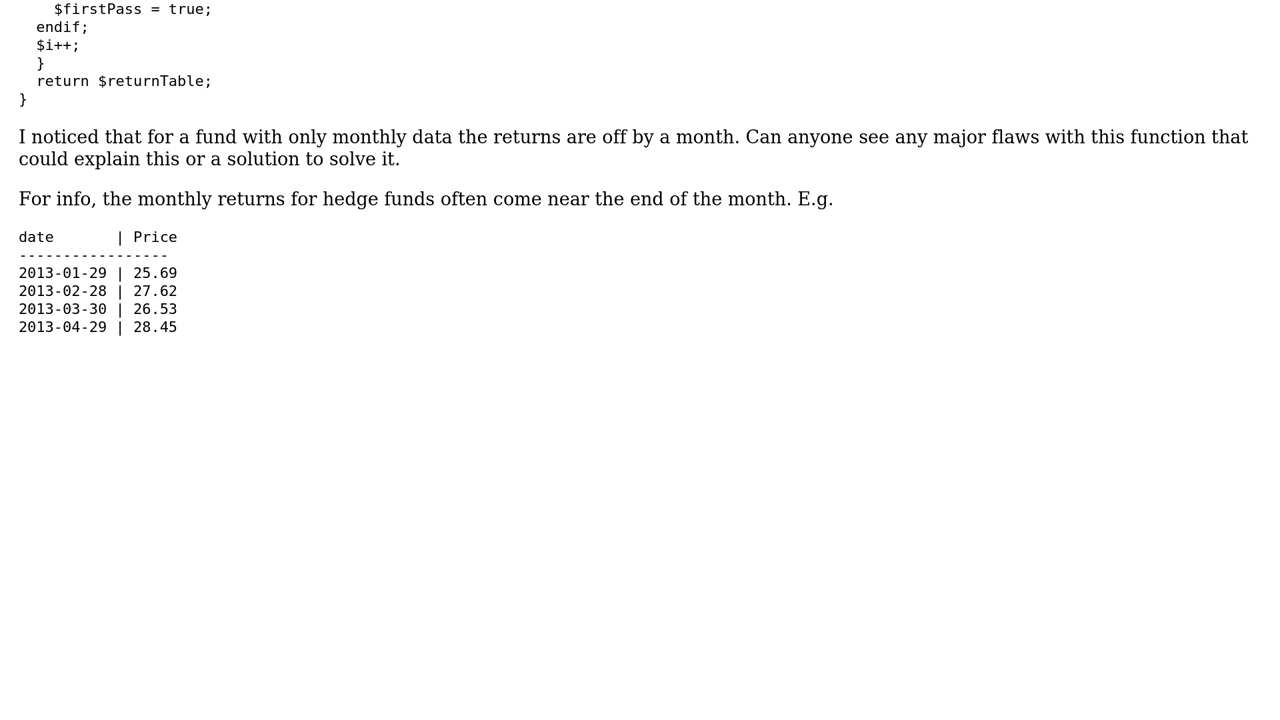 $firstPass = true;
  endif;
  $i++;
  }
  return $returnTable;
}
I noticed that for a fund with only monthly data the returns are off by a month. Can anyone see any major flaws with this function that
could explain this or a solution to solve it.
For info, the monthly returns for hedge funds often come near the end of the month. E.g.
date       | Price
-----------------
2013-01-29 | 25.69
2013-02-28 | 27.62
2013-03-30 | 26.53
2013-04-29 | 28.45